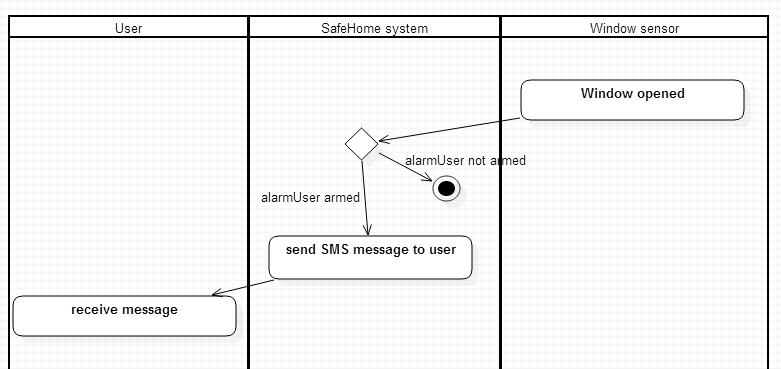 User
SafeHome system
Window sensor
Window opened
alarmUser not armed
alarmUser armed
send SMS message to user
receive message